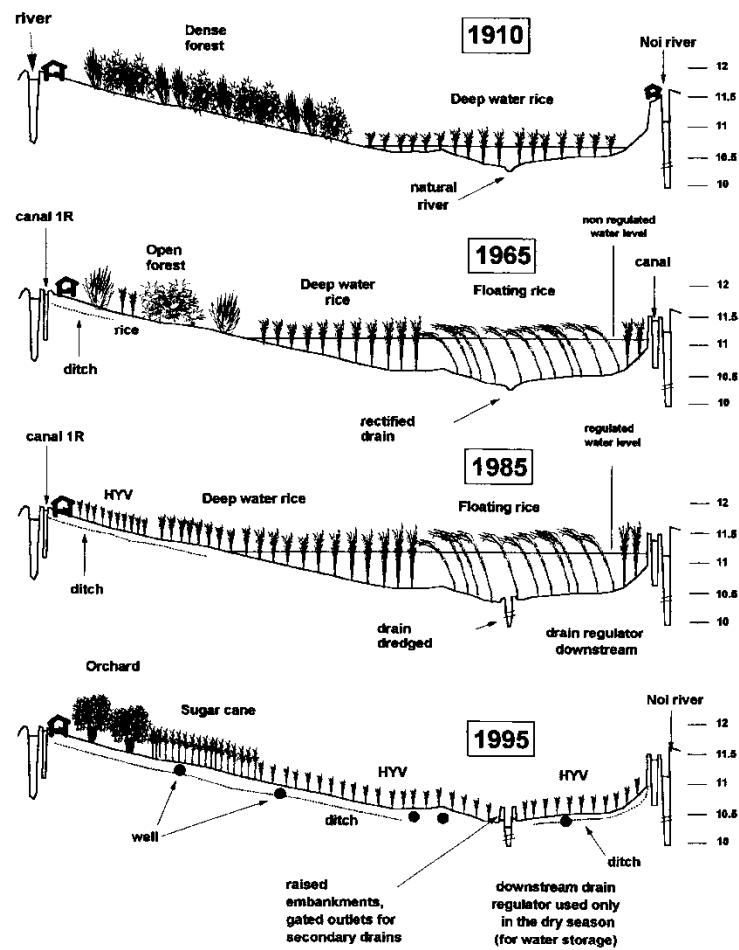 river
Dense
forest
1910
Noi river
Deep water rice
natural
river
12
11.5
11
10.5
10
canal 1R
Open
forest
rice
ditch
Deep water
rice
1965
Floating rice
non regulated
water level
canal
rectified
drain
12
11.5
11
10.5
10
canal 1R
HYV
ditch
Deep water rice
1985
Floating rice
regulated
water level
drain
dredged
drain regulator
downstream
12
11.5
11
10.5
10
Orchard
Sugar cane
1995
Noi river
HYV
HYV
well
ditch
ditch
raised
embankments,
gated outlets for
secondary drains
downstream drain
regulator used only
in the dry season
(for water storage)
12
11.5
11
10.5
10